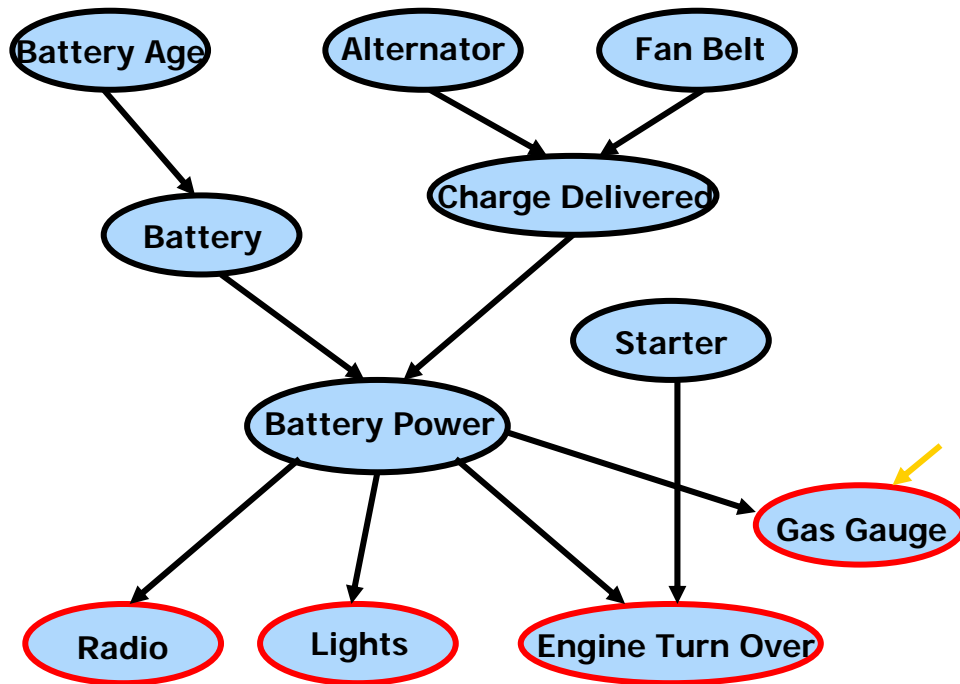 Battery Age
Alternator
Fan Belt
Charge Delivered
Battery
Starter
Battery Power
Gas Gauge
Radio
Lights
Engine Turn Over